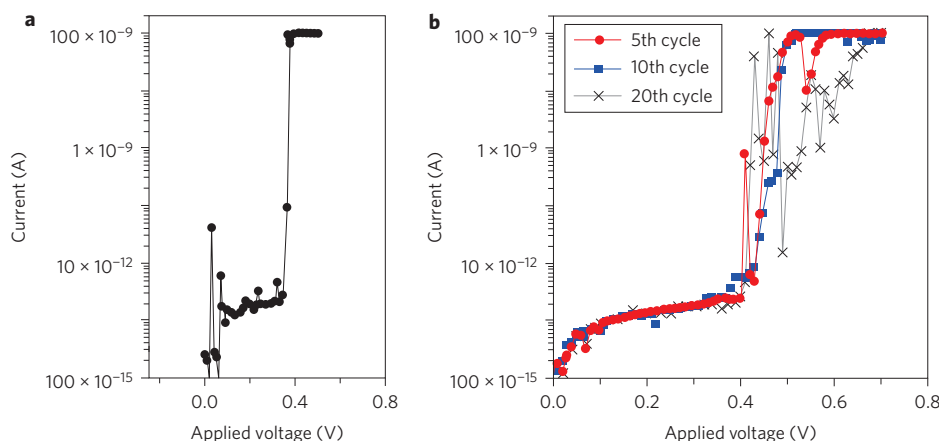 a
100 × 10⁻⁹
1 × 10⁻⁹
10 × 10⁻¹²
100 × 10⁻¹⁵
Current (A)
0.0
0.4
0.8
Applied voltage (V)
b
5th cycle
10th cycle
20th cycle
100 × 10⁻⁹
1 × 10⁻⁹
10 × 10⁻¹²
100 × 10⁻¹⁵
Current (A)
0.0
0.2
0.4
0.6
0.8
Applied voltage (V)